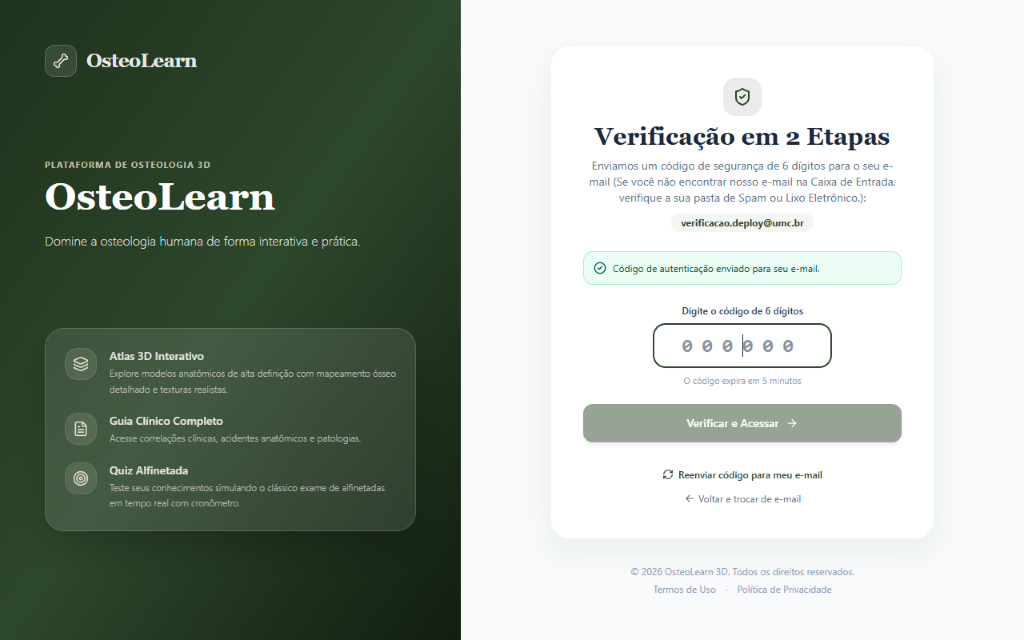 OsteoLearn
PLATAFORMA DE OSTEOLOGIA 3D
OsteoLearn
Domine a osteologia humana de forma interativa e prática.
Atlas 3D Interativo
Explore modelos anatômicos de alta definição com mapeamento ósseo
detalhado e texturas realistas.
Guia Clínico Completo
Acesse correlações clínicas, acidentes anatômicos e patologias.
Quiz Alfinetada
Teste seus conhecimentos simulando o clássico exame de alfinetadas
em tempo real com cronômetro.
Verificação em 2 Etapas
Enviamos um código de segurança de 6 dígitos para o seu e-
mail (Se você não encontrar nosso e-mail na Caixa de Entrada,
verifique a sua pasta de Spam ou Lixo Eletrônico.):
verificacao.deploy@umc.br
Código de autenticação enviado para seu e-mail.
Digite o código de 6 dígitos
0 0 0 0 0 0
O código expira em 5 minutos
Verificar e Acessar
Reenviar código para meu e-mail
Voltar e trocar de e-mail
© 2026 OsteoLearn 3D. Todos os direitos reservados.
Termos de Uso · Política de Privacidade